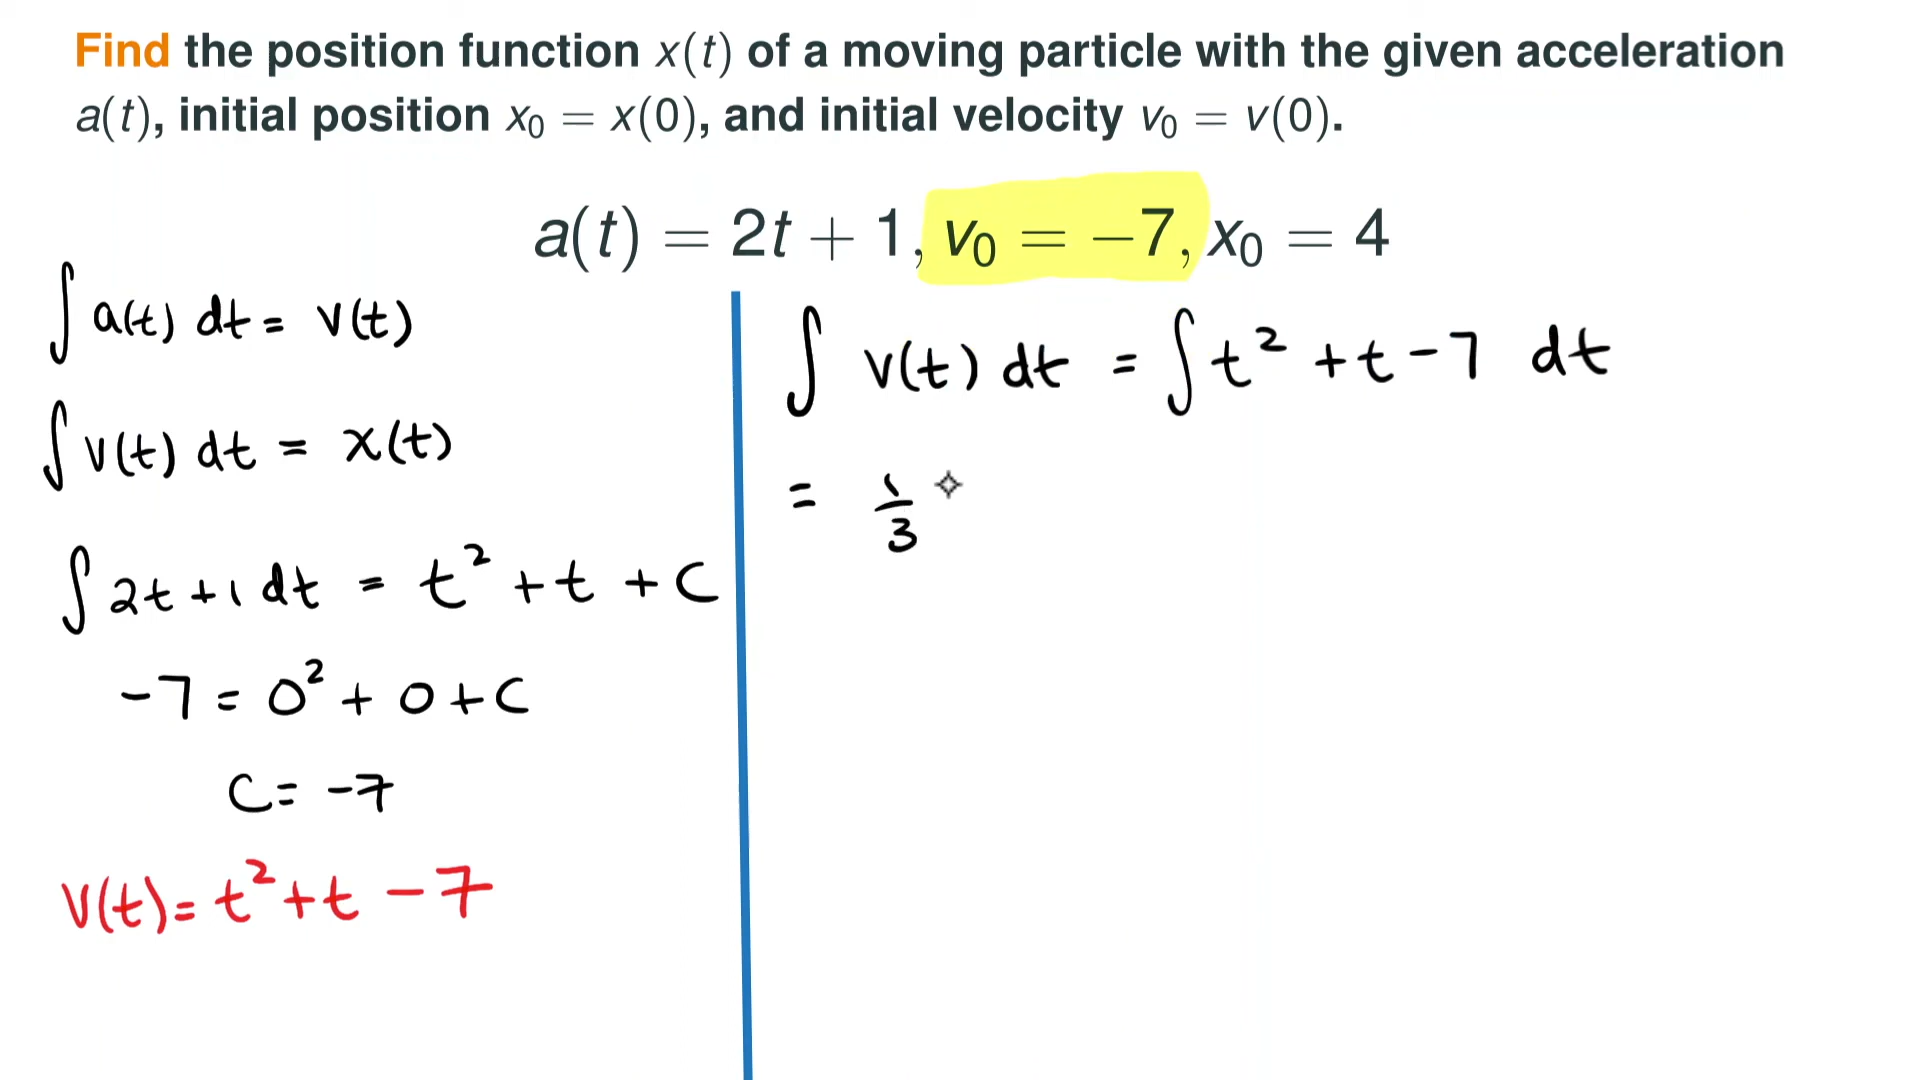 Find the position function x(t) of a moving particle with the given acceleration
a(t), initial position x₀ = x(0), and initial velocity v₀ = v(0).
a(t) = 2t + 1, v₀ = −7, x₀ = 4
∫ a(t) dt = v(t)
∫ v(t) dt = x(t)
∫ 2t + 1 dt = t² + t + C
-7 = 0² + 0 + C
C = -7
v(t) = t² + t - 7
∫ v(t) dt = ∫ t² + t - 7 dt
= 1/3